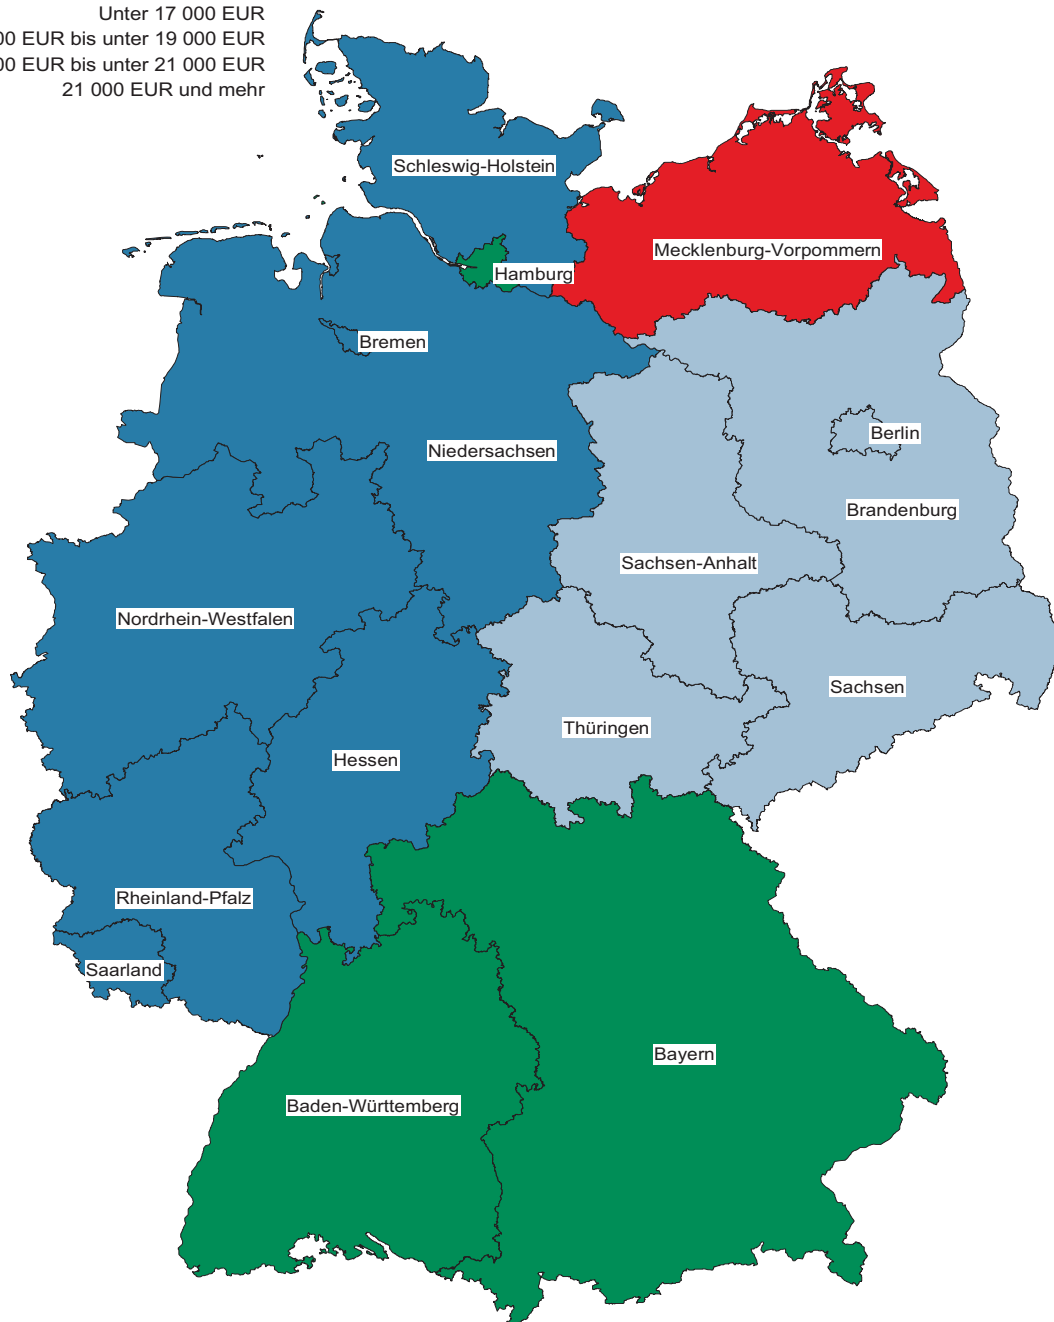 Unter 17 000 EUR
00 EUR bis unter 19 000 EUR
00 EUR bis unter 21 000 EUR
21 000 EUR und mehr
Schleswig-Holstein
Mecklenburg-Vorpommern
Hamburg
Bremen
Berlin
Niedersachsen
Brandenburg
Sachsen-Anhalt
Nordrhein-Westfalen
Sachsen
Thüringen
Hessen
Rheinland-Pfalz
Saarland
Bayern
Baden-Württemberg